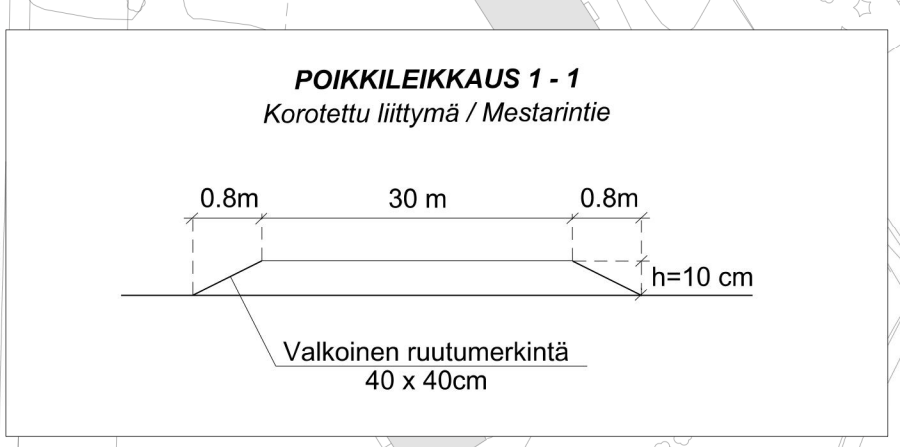 POIKKILEIKKAUS 1 - 1
Korotettu liittymä / Mestarintie
0.8m 30 m 0.8m
h=10 cm
Valkoinen ruutumerkintä
40 x 40cm